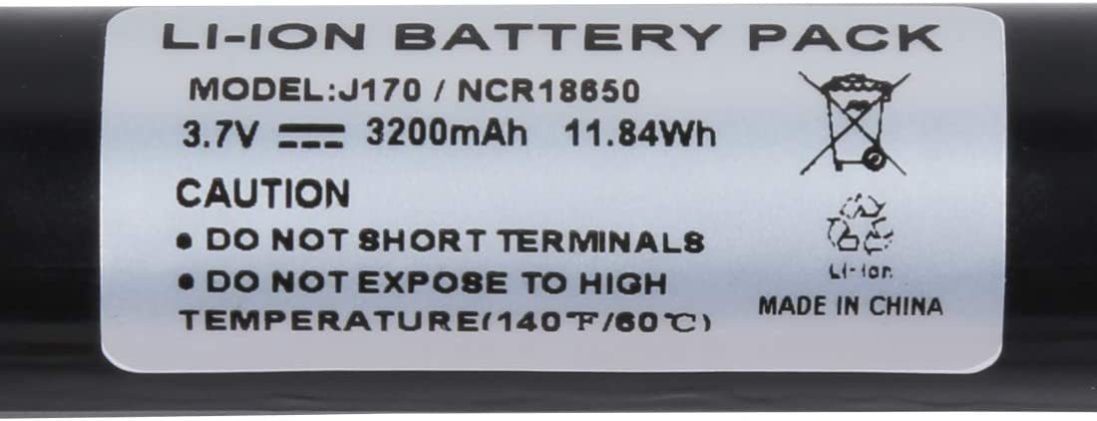 LI-ION BATTERY PACK
MODEL:J170 / NCR18650
3.7V 3200mAh 11.84Wh
CAUTION
• DO NOT SHORT TERMINALS
• DO NOT EXPOSE TO HIGH
TEMPERATURE(140°F/60°C)
Li-ion
MADE IN CHINA